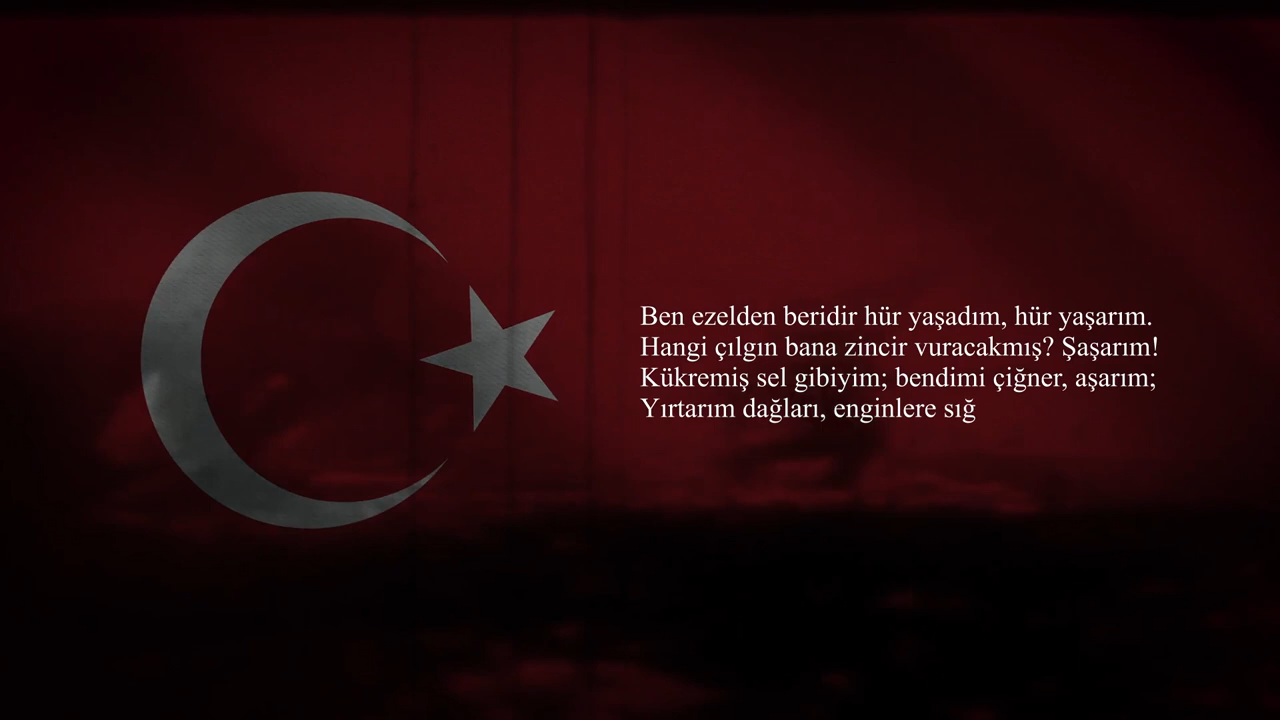 Ben ezelden beridir hür yaşadım, hür yaşarım.
Hangi çılgın bana zincir vuracakmış? Şaşarım!
Kükremiş sel gibiyim; bendimi çiğner, aşarım;
Yırtarım dağları, enginlere sığ